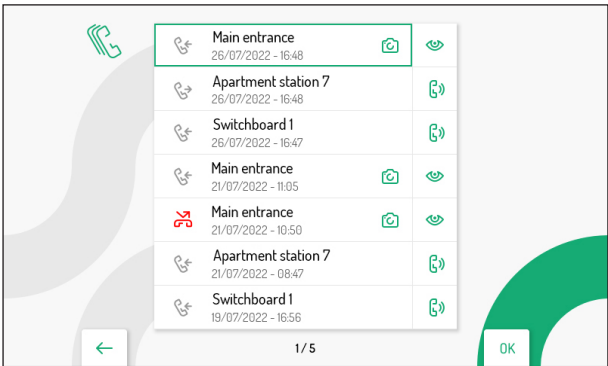 Main entrance
26/07/2022 - 16:48
Apartment station 7
26/07/2022 - 16:48
Switchboard 1
26/07/2022 - 16:47
Main entrance
21/07/2022 - 11:05
Main entrance
21/07/2022 - 10:50
Apartment station 7
21/07/2022 - 08:47
Switchboard 1
19/07/2022 - 16:56
1 / 5
OK